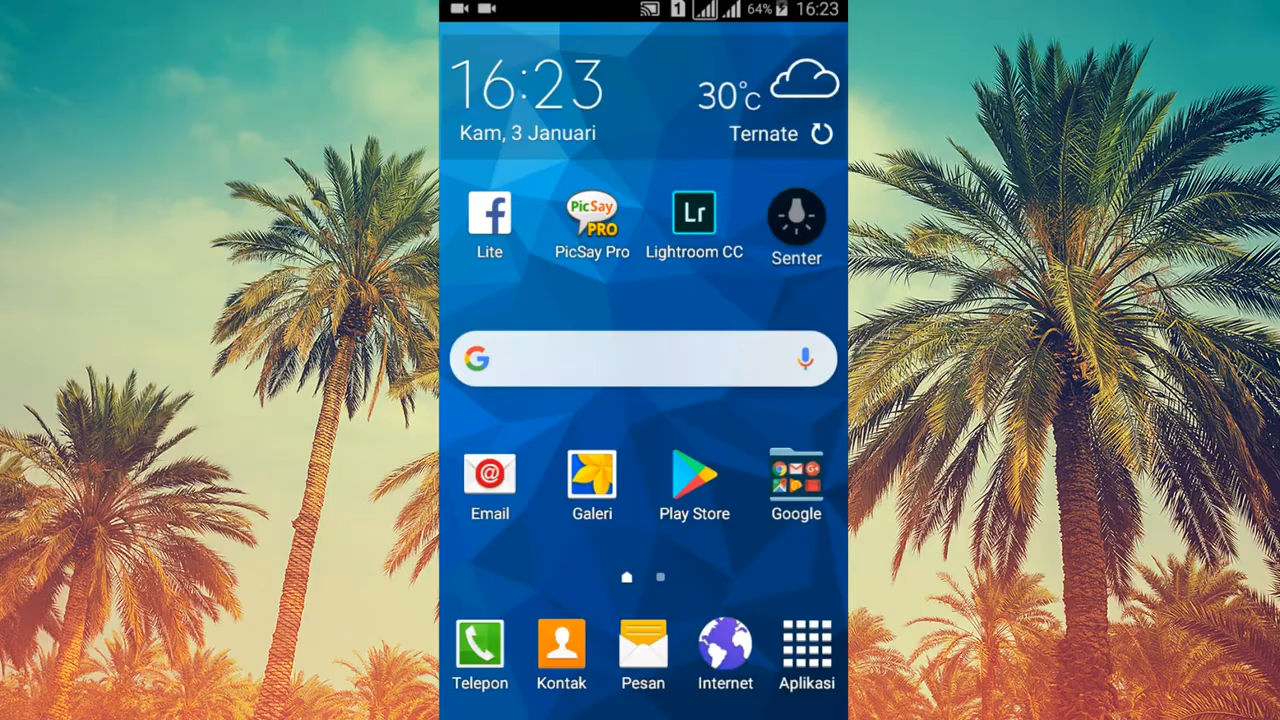 1 64% 16:23
16:23
30°C
Kam, 3 Januari
Ternate
Lite
PicSay PRO
PicSay Pro
Lr
Lightroom CC
Senter
Email
Galeri
Play Store
Google
Telepon
Kontak
Pesan
Internet
Aplikasi